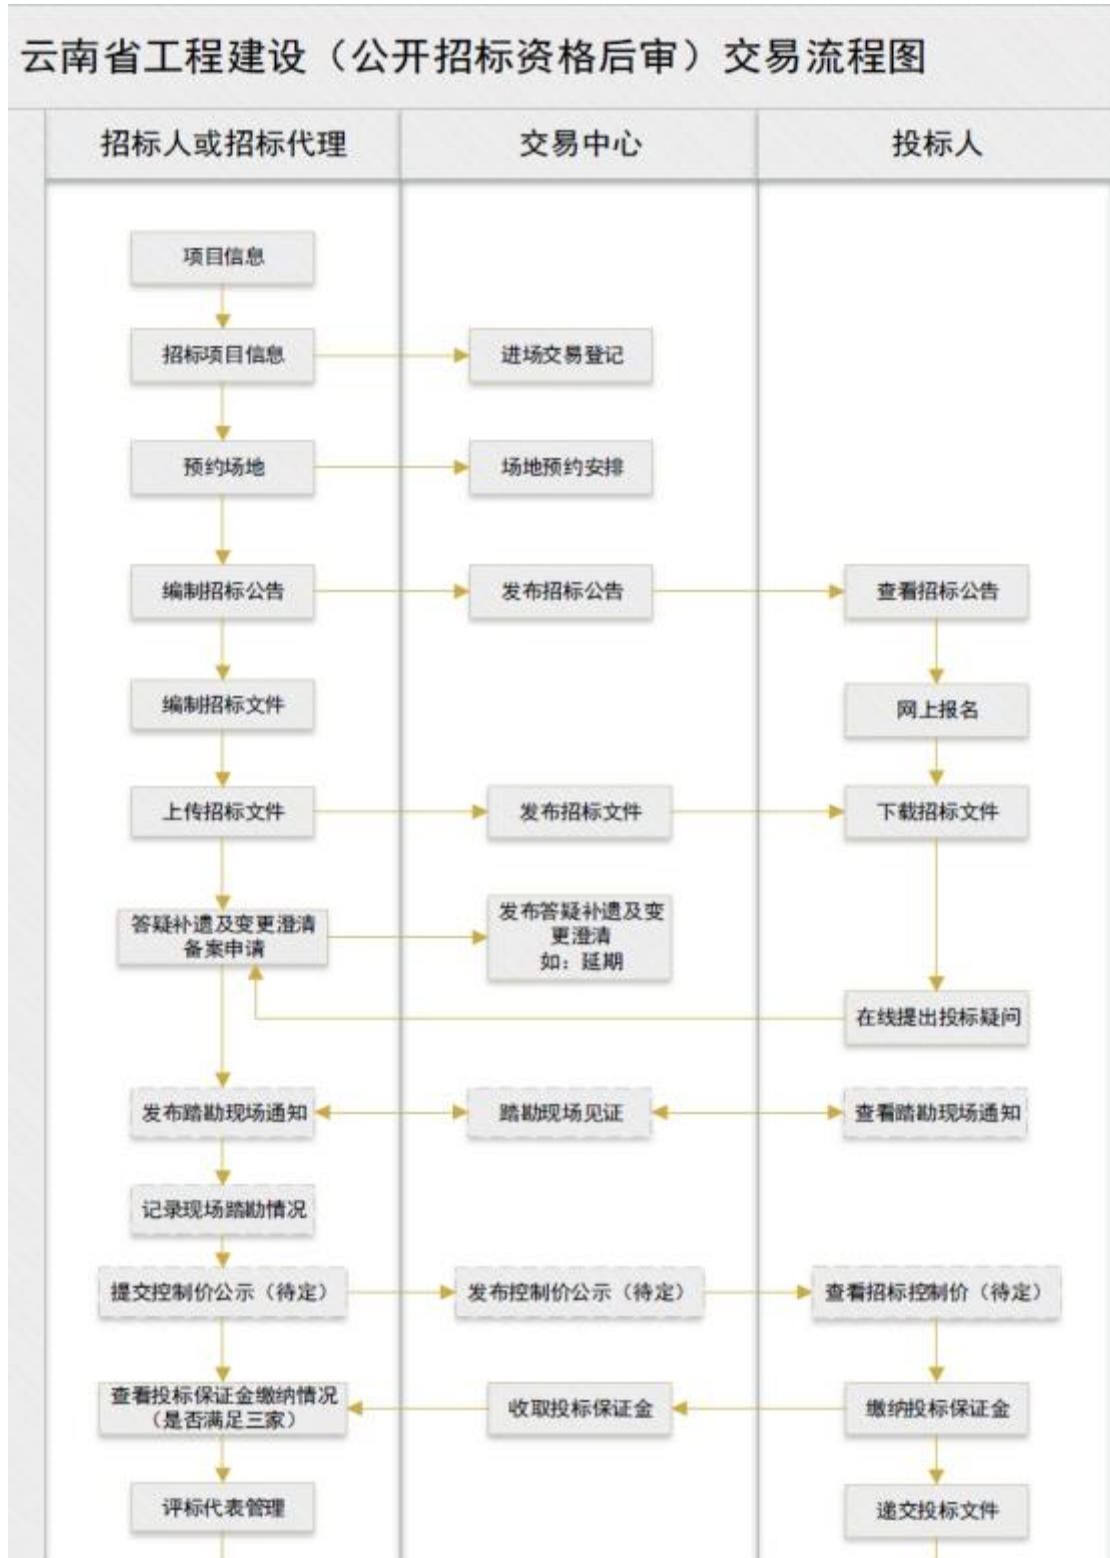 云南省工程建设（公开招标资格后审）交易流程图
招标人或招标代理
交易中心
投标人
项目信息
招标项目信息
进场交易登记
预约场地
场地预约安排
编制招标公告
发布招标公告
查看招标公告
编制招标文件
网上报名
上传招标文件
发布招标文件
下载招标文件
答疑补遗及变更澄清
备案申请
发布答疑补遗及变
更澄清
如：延期
在线提出投标疑问
发布踏勘现场通知
踏勘现场见证
查看踏勘现场通知
记录现场踏勘情况
提交控制价公示（待定）
发布控制价公示（待定）
查看招标控制价（待定）
查看投标保证金缴纳情况
（是否满足三家）
收取投标保证金
缴纳投标保证金
评标代表管理
递交投标文件